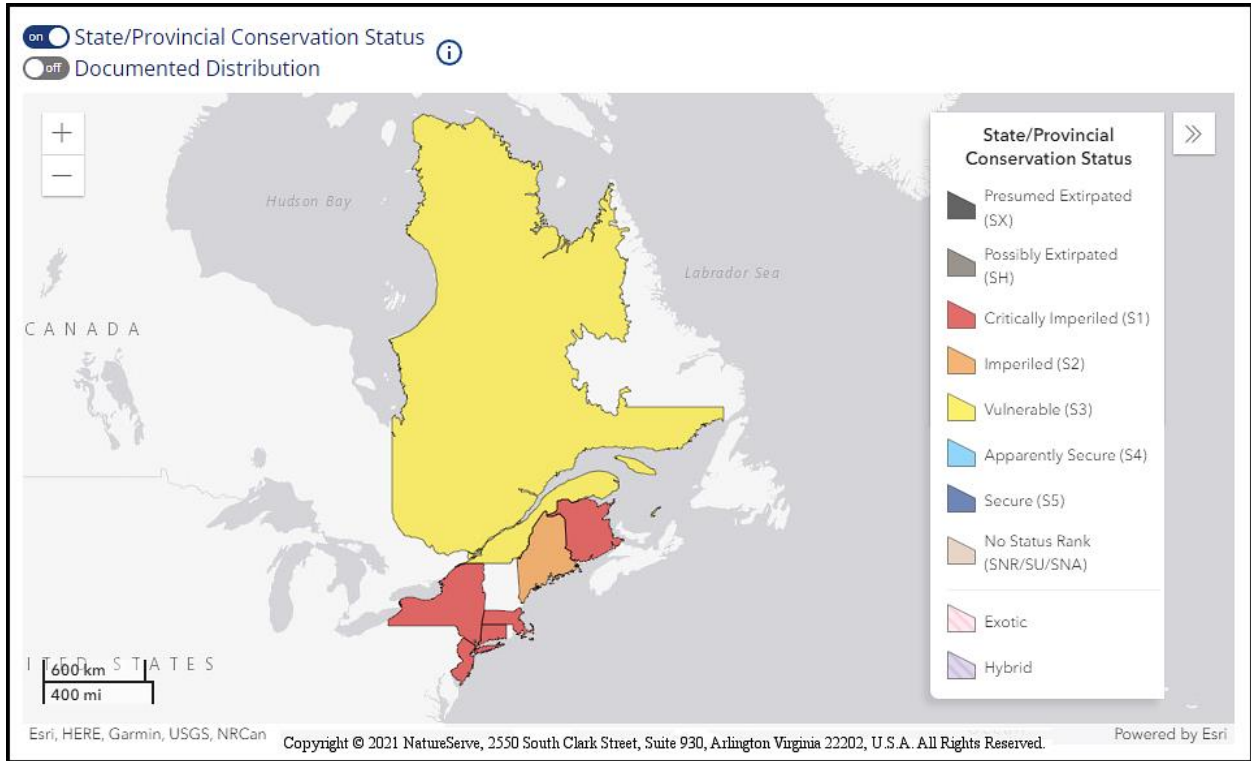 on State/Provincial Conservation Status
off Documented Distribution
+
−
Hudson Bay
Labrador Sea
CANADA
STATES
600 km
400 mi
State/Provincial
Conservation Status
Presumed Extirpated
(SX)
Possibly Extirpated
(SH)
Critically Imperiled (S1)
Imperiled (S2)
Vulnerable (S3)
Apparently Secure (S4)
Secure (S5)
No Status Rank
(SNR/SU/SNA)
Exotic
Hybrid
Esri, HERE, Garmin, USGS, NRCan
Copyright © 2021 NatureServe, 2550 South Clark Street, Suite 930, Arlington Virginia 22202, U.S.A. All Rights Reserved.
Powered by Esri